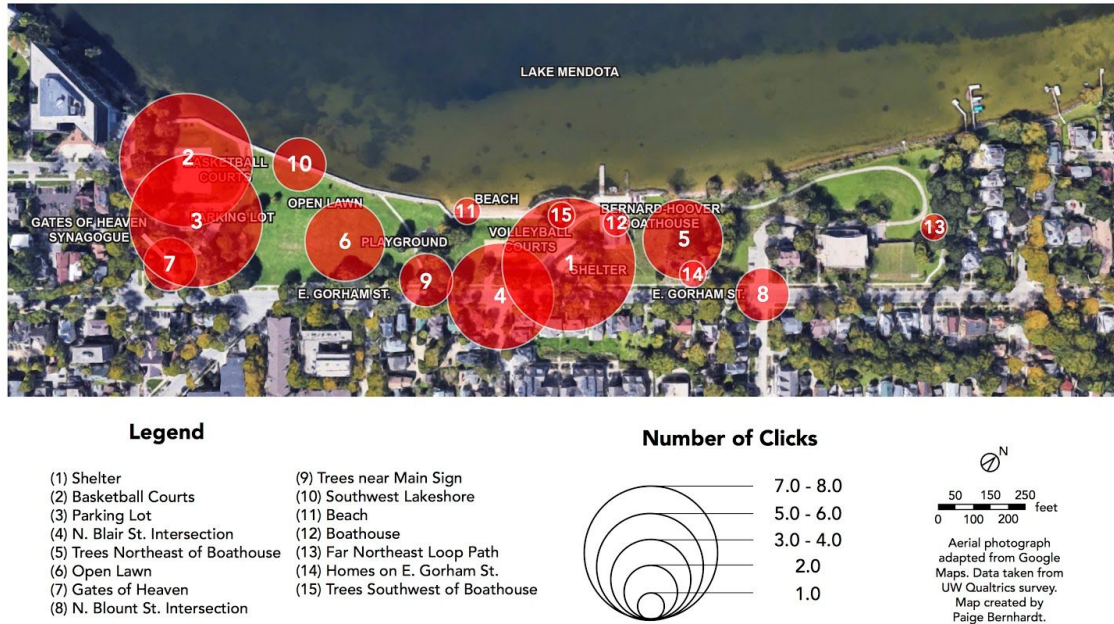 LAKE MENDOTA
2
BASKETBALL
COURTS
10
3
PARKING LOT
OPEN LAWN
GATES OF HEAVEN
SYNAGOGUE
7
6
PLAYGROUND
BEACH
11
15
VOLLEYBALL
COURTS
12
BERNARD-HOOVER
BOATHOUSE
5
13
1
SHELTER
14
9
4
E. GORHAM ST.
E. GORHAM ST.
8
Legend
(1) Shelter
(2) Basketball Courts
(3) Parking Lot
(4) N. Blair St. Intersection
(5) Trees Northeast of Boathouse
(6) Open Lawn
(7) Gates of Heaven
(8) N. Blount St. Intersection
(9) Trees near Main Sign
(10) Southwest Lakeshore
(11) Beach
(12) Boathouse
(13) Far Northeast Loop Path
(14) Homes on E. Gorham St.
(15) Trees Southwest of Boathouse
Number of Clicks
7.0 - 8.0
5.0 - 6.0
3.0 - 4.0
2.0
1.0
N
50 150 250
feet
0 100 200
Aerial photograph
adapted from Google
Maps. Data taken from
UW Qualtrics survey.
Map created by
Paige Bernhardt.